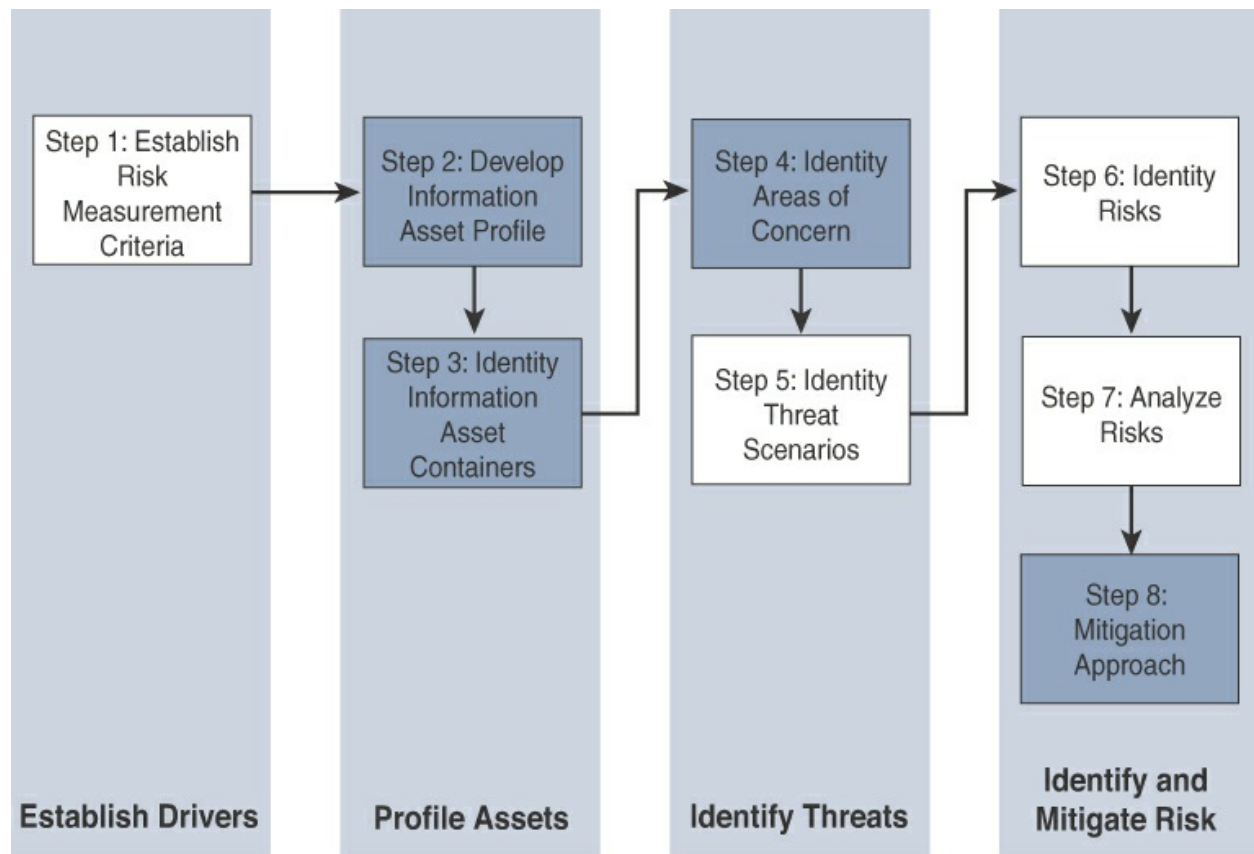 Step 1: Establish
Risk
Measurement
Criteria
Step 2: Develop
Information
Asset Profile
Step 3: Identity
Information
Asset
Containers
Step 4: Identity
Areas of
Concern
Step 5: Identity
Threat
Scenarios
Step 6: Identity
Risks
Step 7: Analyze
Risks
Step 8:
Mitigation
Approach
Establish Drivers
Profile Assets
Identify Threats
Identify and
Mitigate Risk